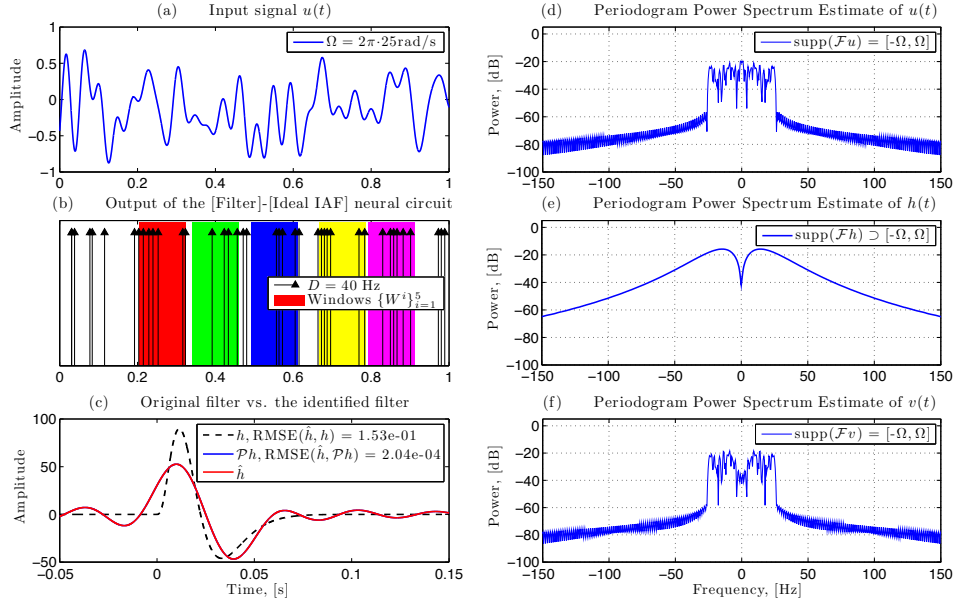 (a) Input signal u(t)
Amplitude
1
0.5
0
−0.5
−1
Ω = 2π·25rad/s
0 0.2 0.4 0.6 0.8 1
(b) Output of the [Filter]-[Ideal IAF] neural circuit
D = 40 Hz
Windows {W^i}_{i=1}^5
0 0.2 0.4 0.6 0.8 1
(c) Original filter vs. the identified filter
Amplitude
100
50
0
−50
h, RMSE(ĥ, h) = 1.53e-01
𝒫h, RMSE(ĥ, 𝒫h) = 2.04e-04
ĥ
−0.05 0 0.05 0.1 0.15
Time, [s]
(d) Periodogram Power Spectrum Estimate of u(t)
Power, [dB]
0
−20
−40
−60
−80
−100
supp(ℱu) = [-Ω, Ω]
−150 −100 −50 0 50 100 150
(e) Periodogram Power Spectrum Estimate of h(t)
Power, [dB]
0
−20
−40
−60
−80
−100
supp(ℱh) ⊃ [-Ω, Ω]
−150 −100 −50 0 50 100 150
(f) Periodogram Power Spectrum Estimate of v(t)
Power, [dB]
0
−20
−40
−60
−80
−100
supp(ℱv) = [-Ω, Ω]
−150 −100 −50 0 50 100 150
Frequency, [Hz]